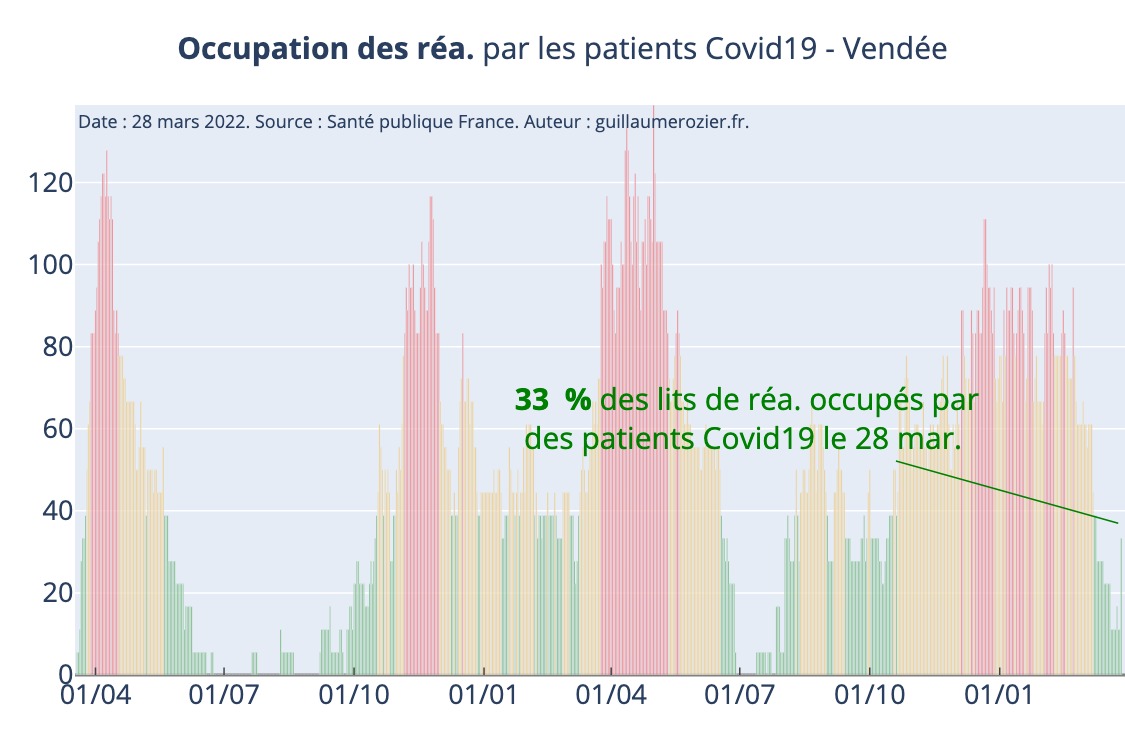 Occupation des réa. par les patients Covid19 - Vendée
Date : 28 mars 2022. Source : Santé publique France. Auteur : guillaumerozier.fr.
120
100
80
60
40
20
0
33 % des lits de réa. occupés par
des patients Covid19 le 28 mar.
01/04 01/07 01/10 01/01 01/04 01/07 01/10 01/01